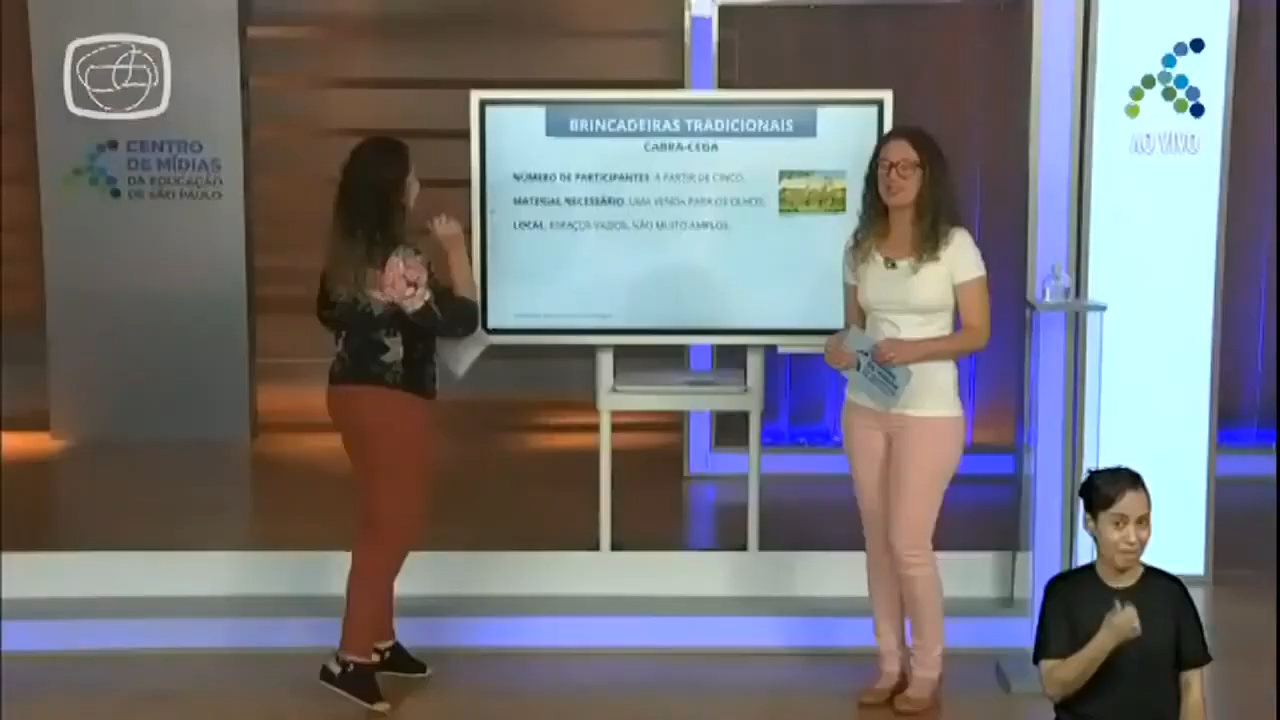 CENTRO
DE MÍDIAS
DA EDUCAÇÃO
DE SÃO PAULO
BRINCADEIRAS TRADICIONAIS
CABRA-CEGA
NÚMERO DE PARTICIPANTES: A PARTIR DE CINCO.
MATERIAL NECESSÁRIO: UMA VENDA PARA OS OLHOS.
LOCAL: ESPAÇOS VAZIOS, NÃO MUITO AMPLOS.
AO VIVO